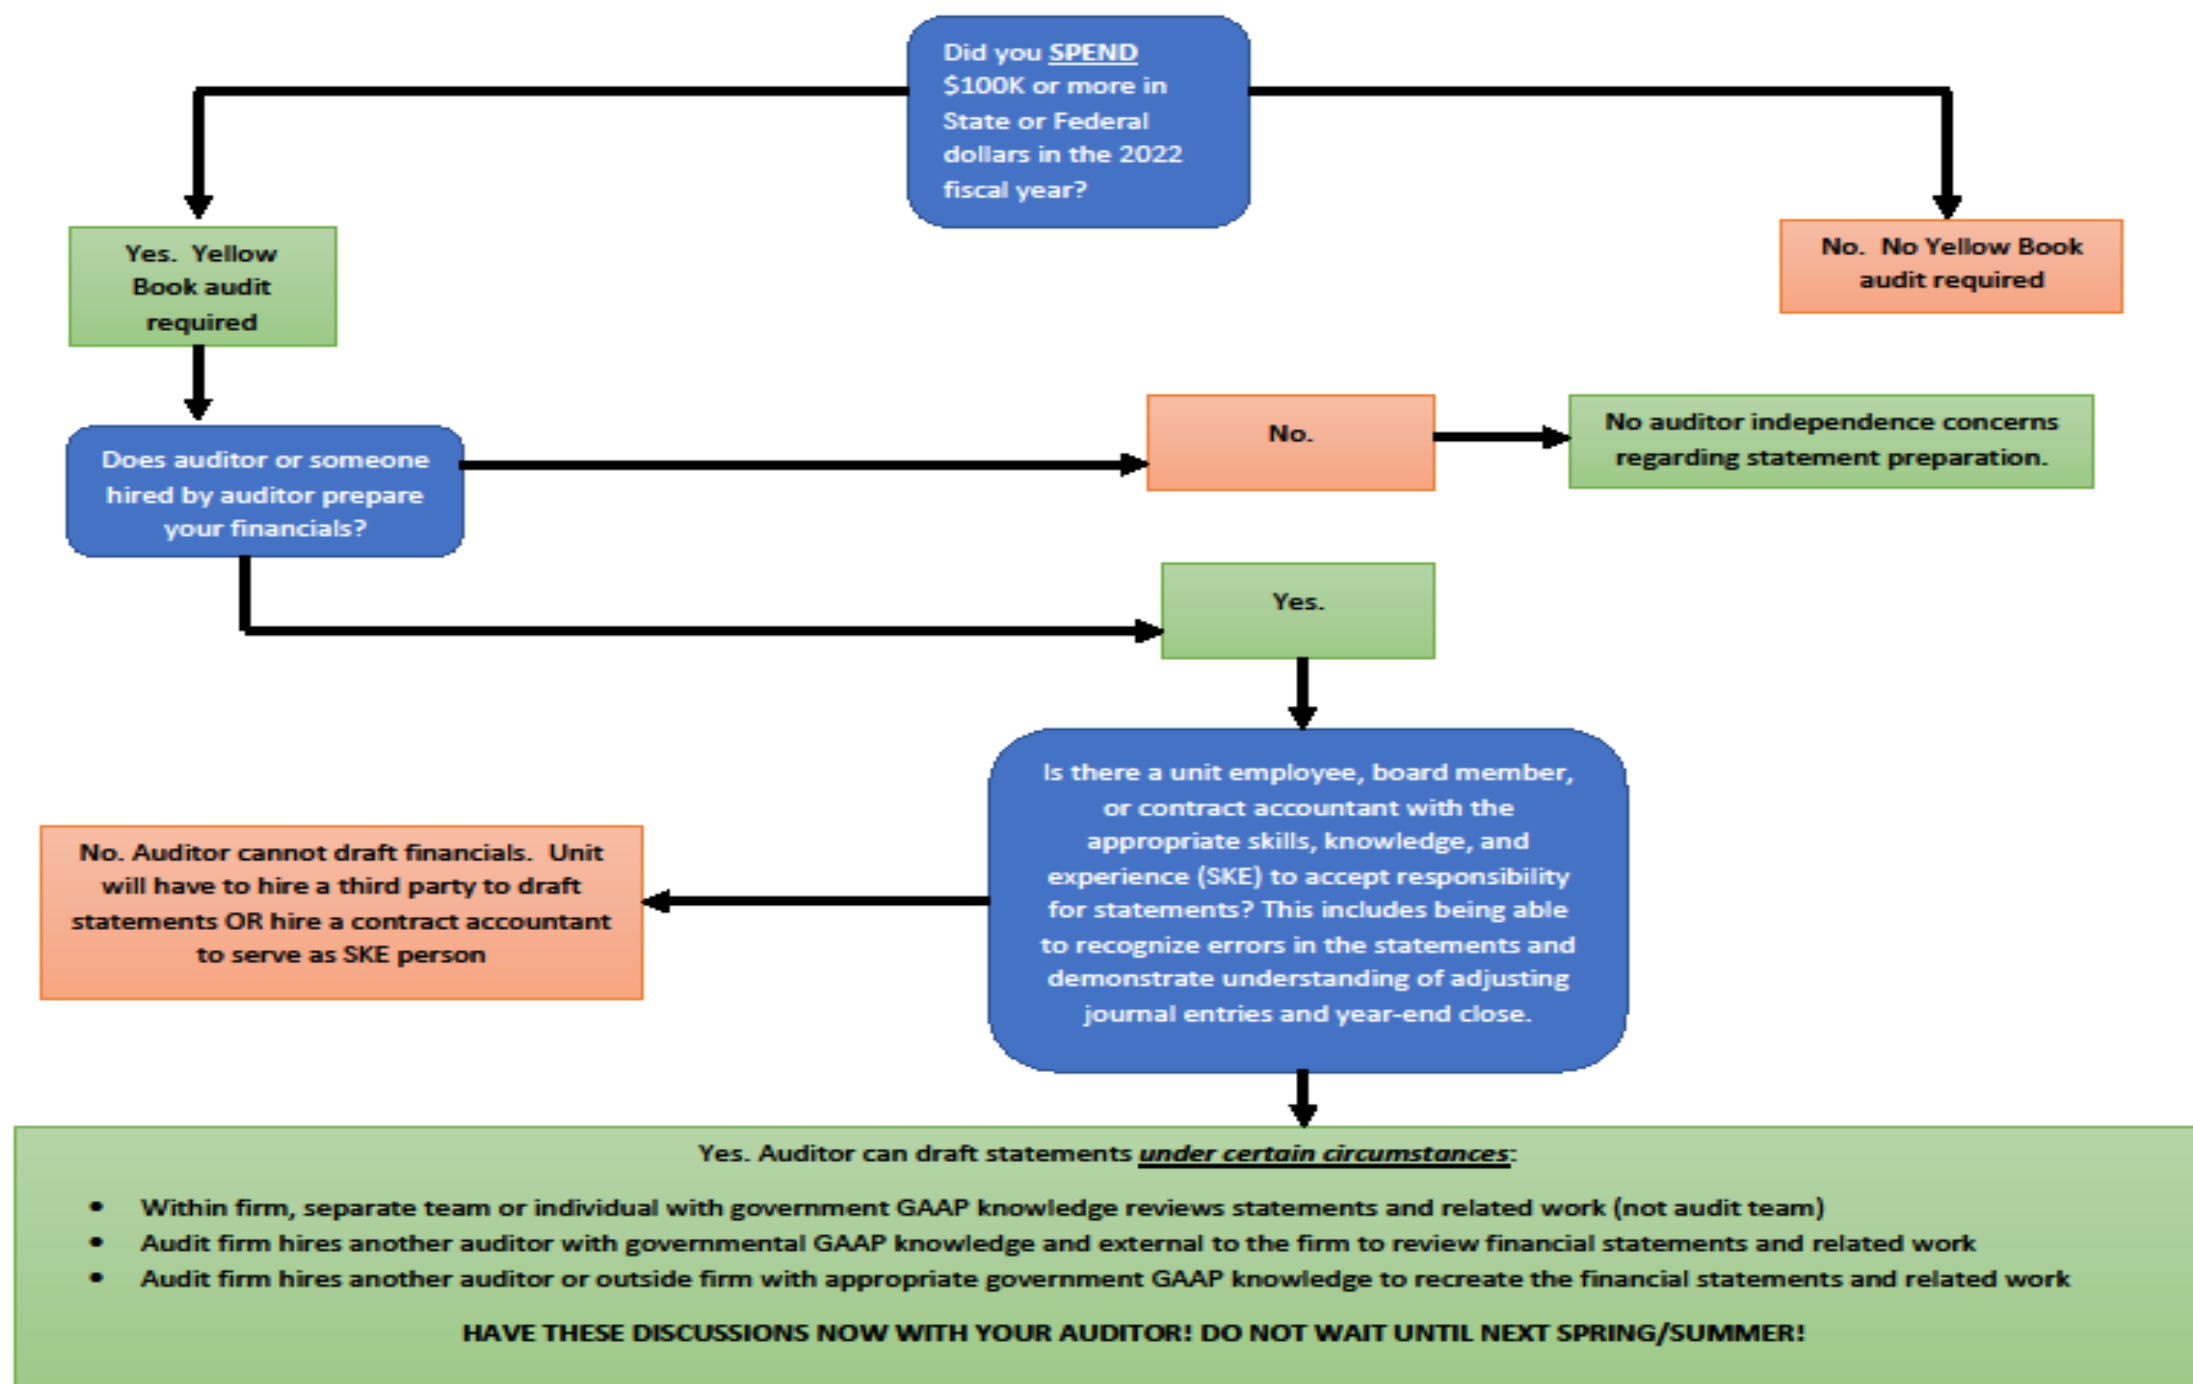 Did you SPEND
$100K or more in
State or Federal
dollars in the 2022
fiscal year?
Yes. Yellow
Book audit
required
No. No Yellow Book
audit required
Does auditor or someone
hired by auditor prepare
your financials?
No.
No auditor independence concerns
regarding statement preparation.
Yes.
Is there a unit employee, board member,
or contract accountant with the
appropriate skills, knowledge, and
experience (SKE) to accept responsibility
for statements? This includes being able
to recognize errors in the statements and
demonstrate understanding of adjusting
journal entries and year-end close.
No. Auditor cannot draft financials. Unit
will have to hire a third party to draft
statements OR hire a contract accountant
to serve as SKE person
Yes. Auditor can draft statements under certain circumstances:
• Within firm, separate team or individual with government GAAP knowledge reviews statements and related work (not audit team)
• Audit firm hires another auditor with governmental GAAP knowledge and external to the firm to review financial statements and related work
• Audit firm hires another auditor or outside firm with appropriate government GAAP knowledge to recreate the financial statements and related work
HAVE THESE DISCUSSIONS NOW WITH YOUR AUDITOR! DO NOT WAIT UNTIL NEXT SPRING/SUMMER!